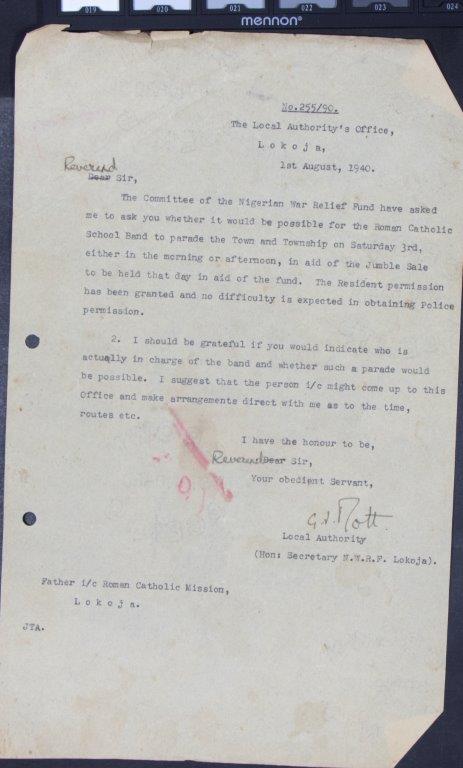 019 020 021 022 023 024
mennon®
No.255/90.
The Local Authority's Office,
Lokoja,
1st August, 1940.
Reverend
Dear Sir,
The Committee of the Nigerian War Relief Fund have asked
me to ask you whether it would be possible for the Roman Catholic
School Band to parade the Town and Township on Saturday 3rd,
either in the morning or afternoon, in aid of the Jumble Sale
to be held that day in aid of the fund. The Resident permission
has been granted and no difficulty is expected in obtaining Police
permission.
2. I should be grateful if you would indicate who is
actually in charge of the band and whether such a parade would
be possible. I suggest that the person i/c might come up to this
Office and make arrangements direct with me as to the time,
routes etc.
I have the honour to be,
Reverend Dear Sir,
Your obedient Servant,
Local Authority
(Hon: Secretary N.W.R.F. Lokoja).
Father i/c Roman Catholic Mission,
Lokoja.
JTA.